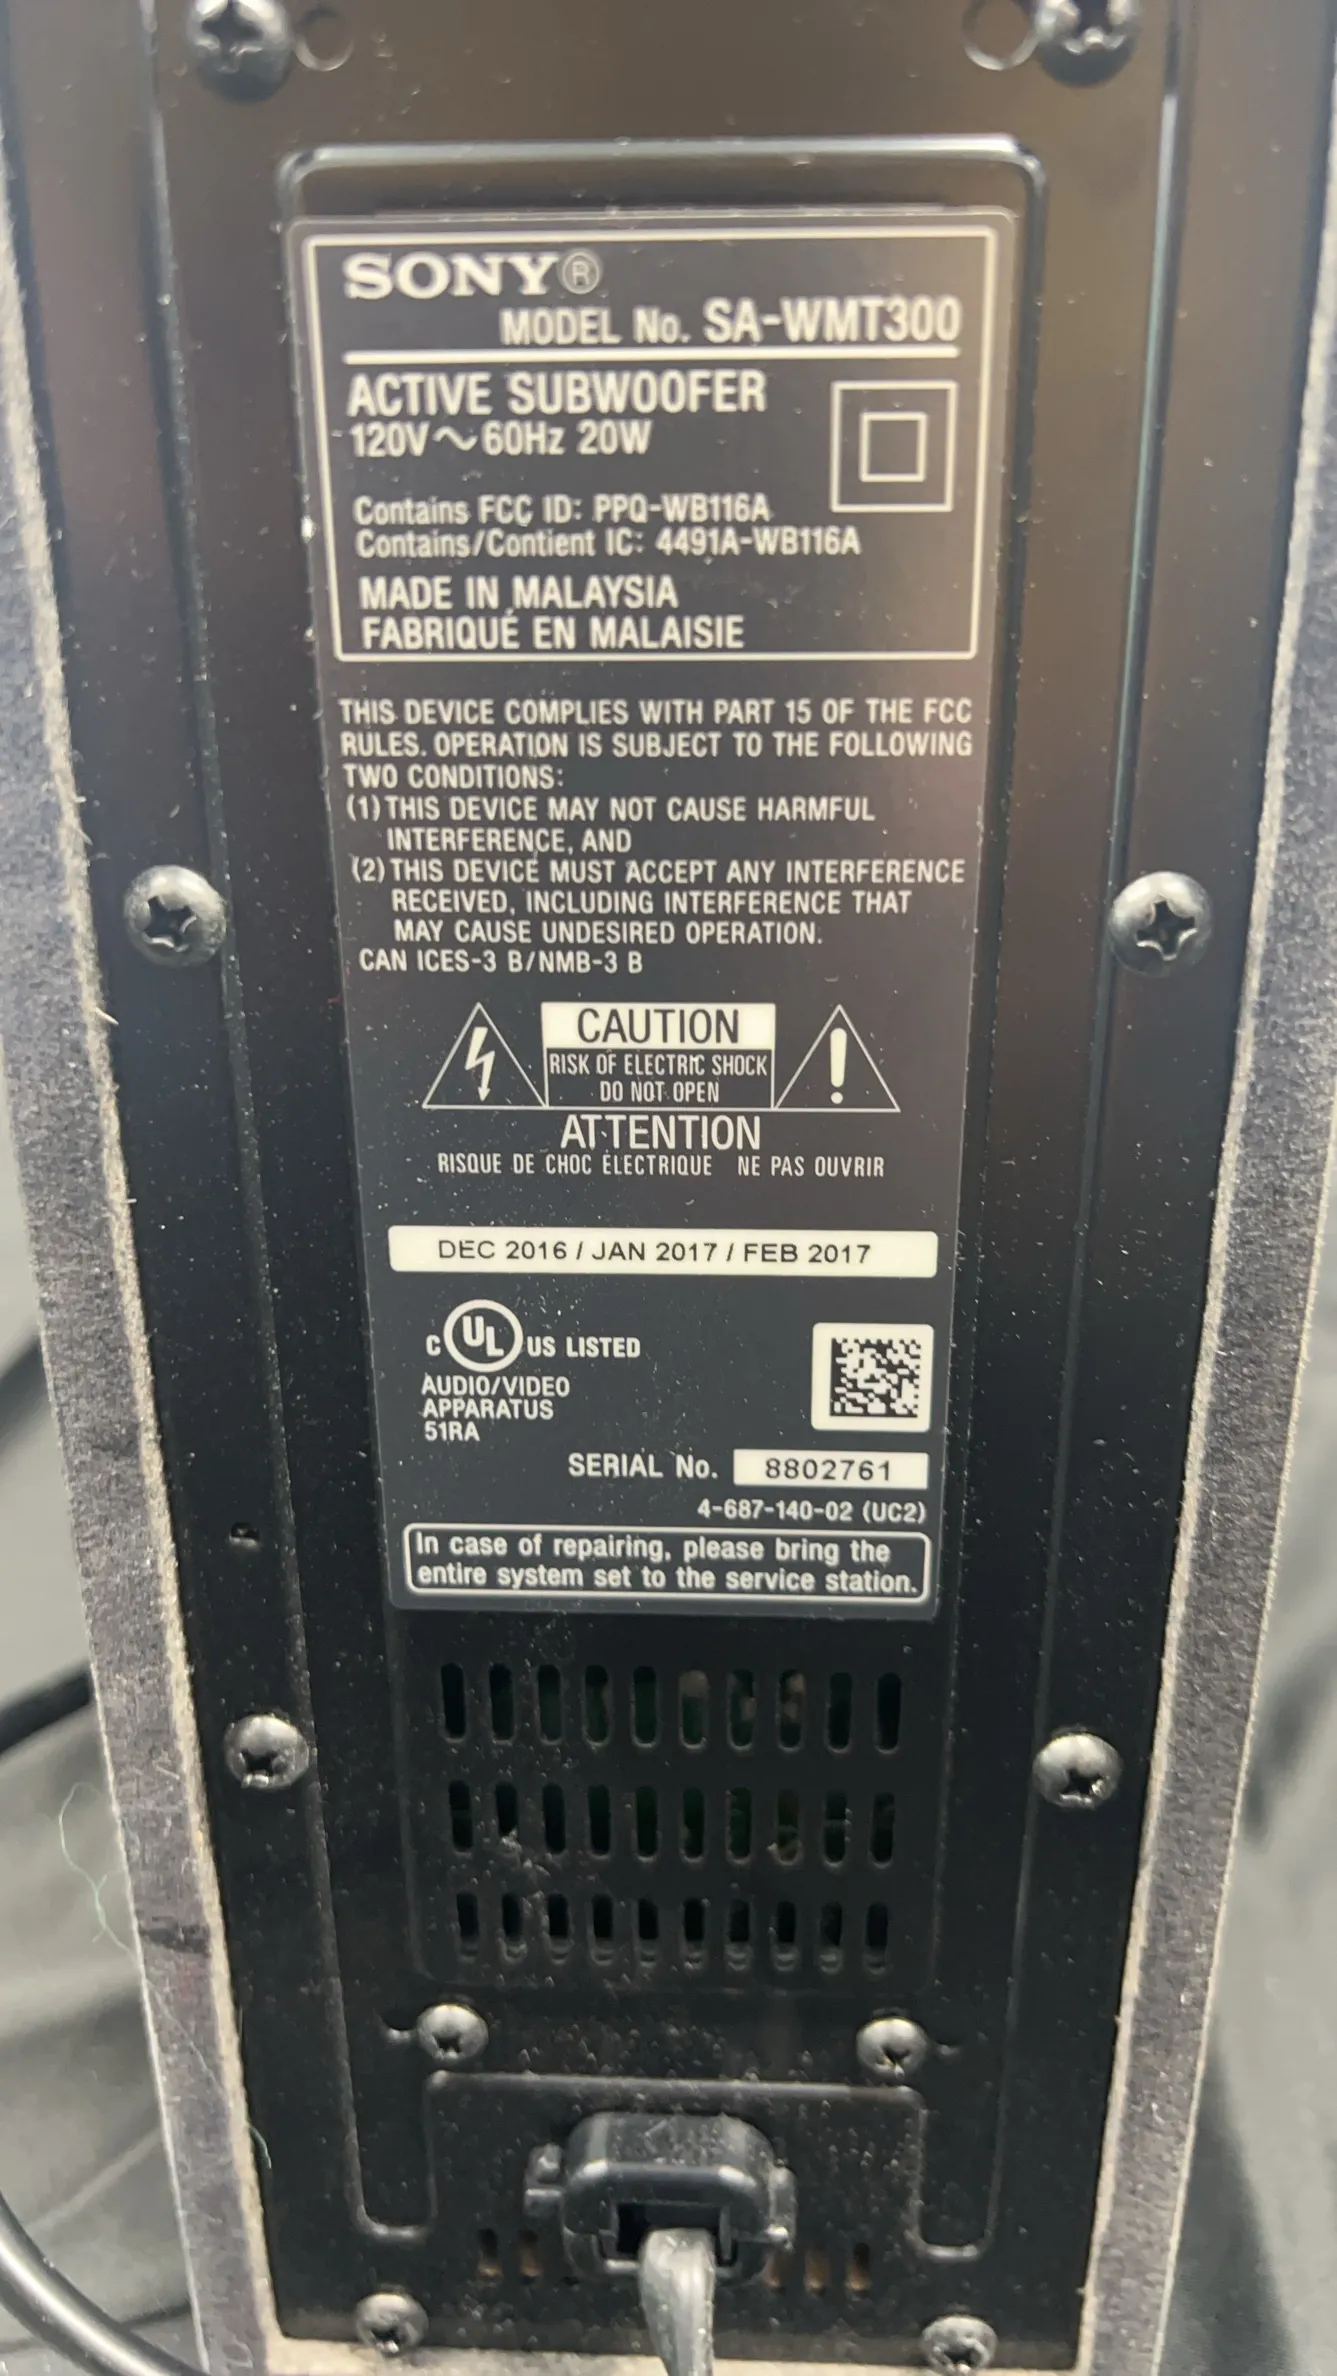 SONY®
MODEL No. SA-WMT300
ACTIVE SUBWOOFER
120V~60Hz 20W
Contains FCC ID: PPQ-WB116A
Contains/Contient IC: 4491A-WB116A
MADE IN MALAYSIA
FABRIQUÉ EN MALAISIE
THIS DEVICE COMPLIES WITH PART 15 OF THE FCC
RULES. OPERATION IS SUBJECT TO THE FOLLOWING
TWO CONDITIONS:
(1) THIS DEVICE MAY NOT CAUSE HARMFUL
INTERFERENCE, AND
(2) THIS DEVICE MUST ACCEPT ANY INTERFERENCE
RECEIVED, INCLUDING INTERFERENCE THAT
MAY CAUSE UNDESIRED OPERATION.
CAN ICES-3 B/NMB-3 B
CAUTION
RISK OF ELECTRIC SHOCK
DO NOT OPEN
ATTENTION
RISQUE DE CHOC ÉLECTRIQUE NE PAS OUVRIR
DEC 2016 / JAN 2017 / FEB 2017
C UL US LISTED
AUDIO/VIDEO
APPARATUS
51RA
SERIAL No. 8802761
4-687-140-02 (UC2)
In case of repairing, please bring the
entire system set to the service station.